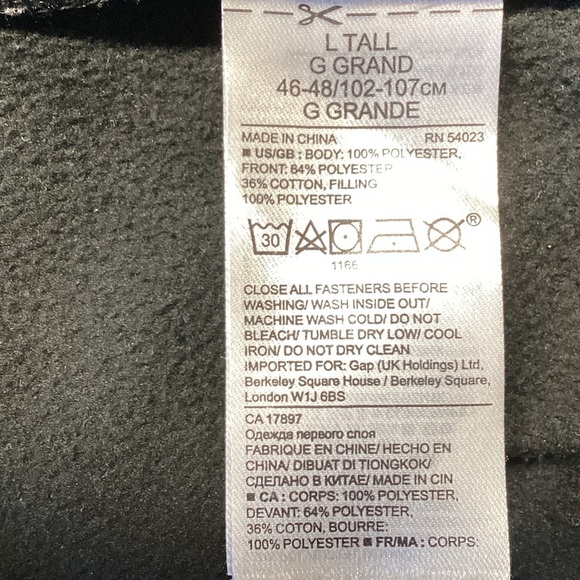 L TALL
G GRAND
46-48/102-107CM
G GRANDE
MADE IN CHINA RN 54023
■ US/GB : BODY: 100% POLYESTER,
FRONT: 64% POLYESTER
36% COTTON, FILLING
100% POLYESTER
30 ®
1166
CLOSE ALL FASTENERS BEFORE
WASHING/ WASH INSIDE OUT/
MACHINE WASH COLD/ DO NOT
BLEACH/ TUMBLE DRY LOW/ COOL
IRON/ DO NOT DRY CLEAN
IMPORTED FOR: Gap (UK Holdings) Ltd,
Berkeley Square House / Berkeley Square,
London W1J 6BS
CA 17897
Одежда первого слоя
FABRIQUE EN CHINE/ HECHO EN
CHINA/ DIBUAT DI TIONGKOK/
СДЕЛАНО В КИТАЕ/ MADE IN CIN
■ CA : CORPS: 100% POLYESTER,
DEVANT: 64% POLYESTER,
36% COTON, BOURRE:
100% POLYESTER ■ FR/MA : CORPS: